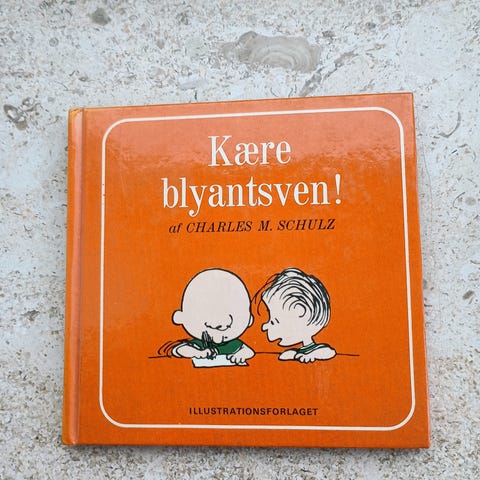 Kære
blyantsven!
af CHARLES M. SCHULZ
ILLUSTRATIONSFORLAGET